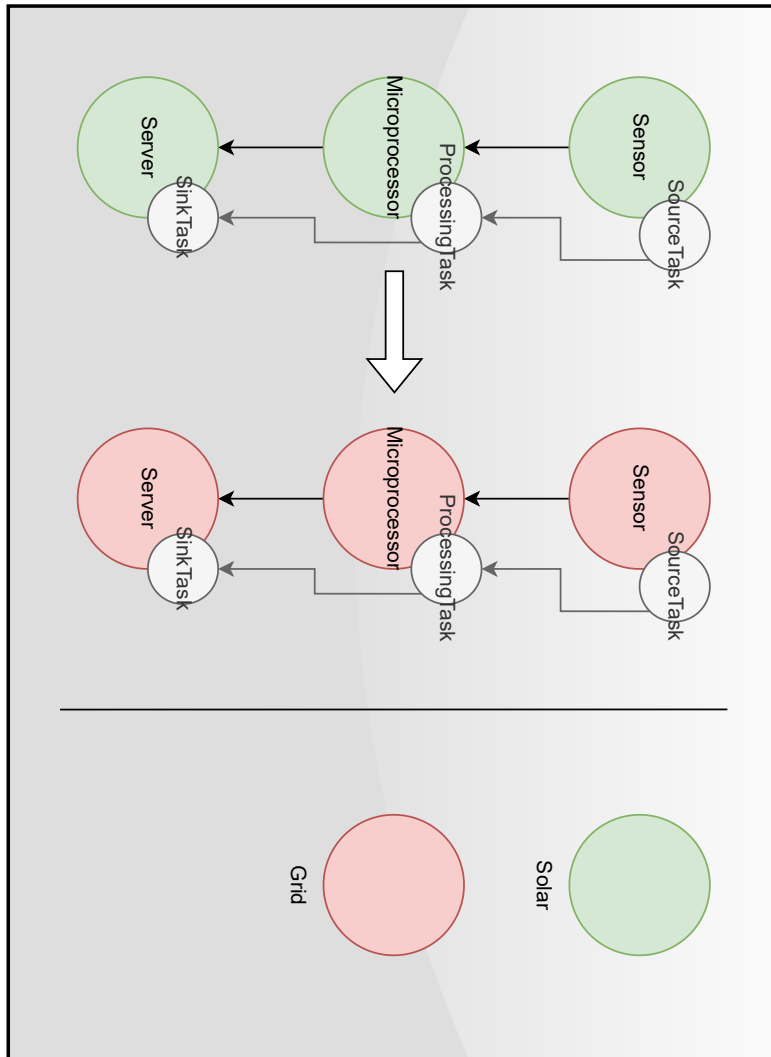 Sensor
SourceTask
Microprocessor
ProcessingTask
Server
SinkTask
Sensor
SourceTask
Microprocessor
ProcessingTask
Server
SinkTask
Solar
Grid